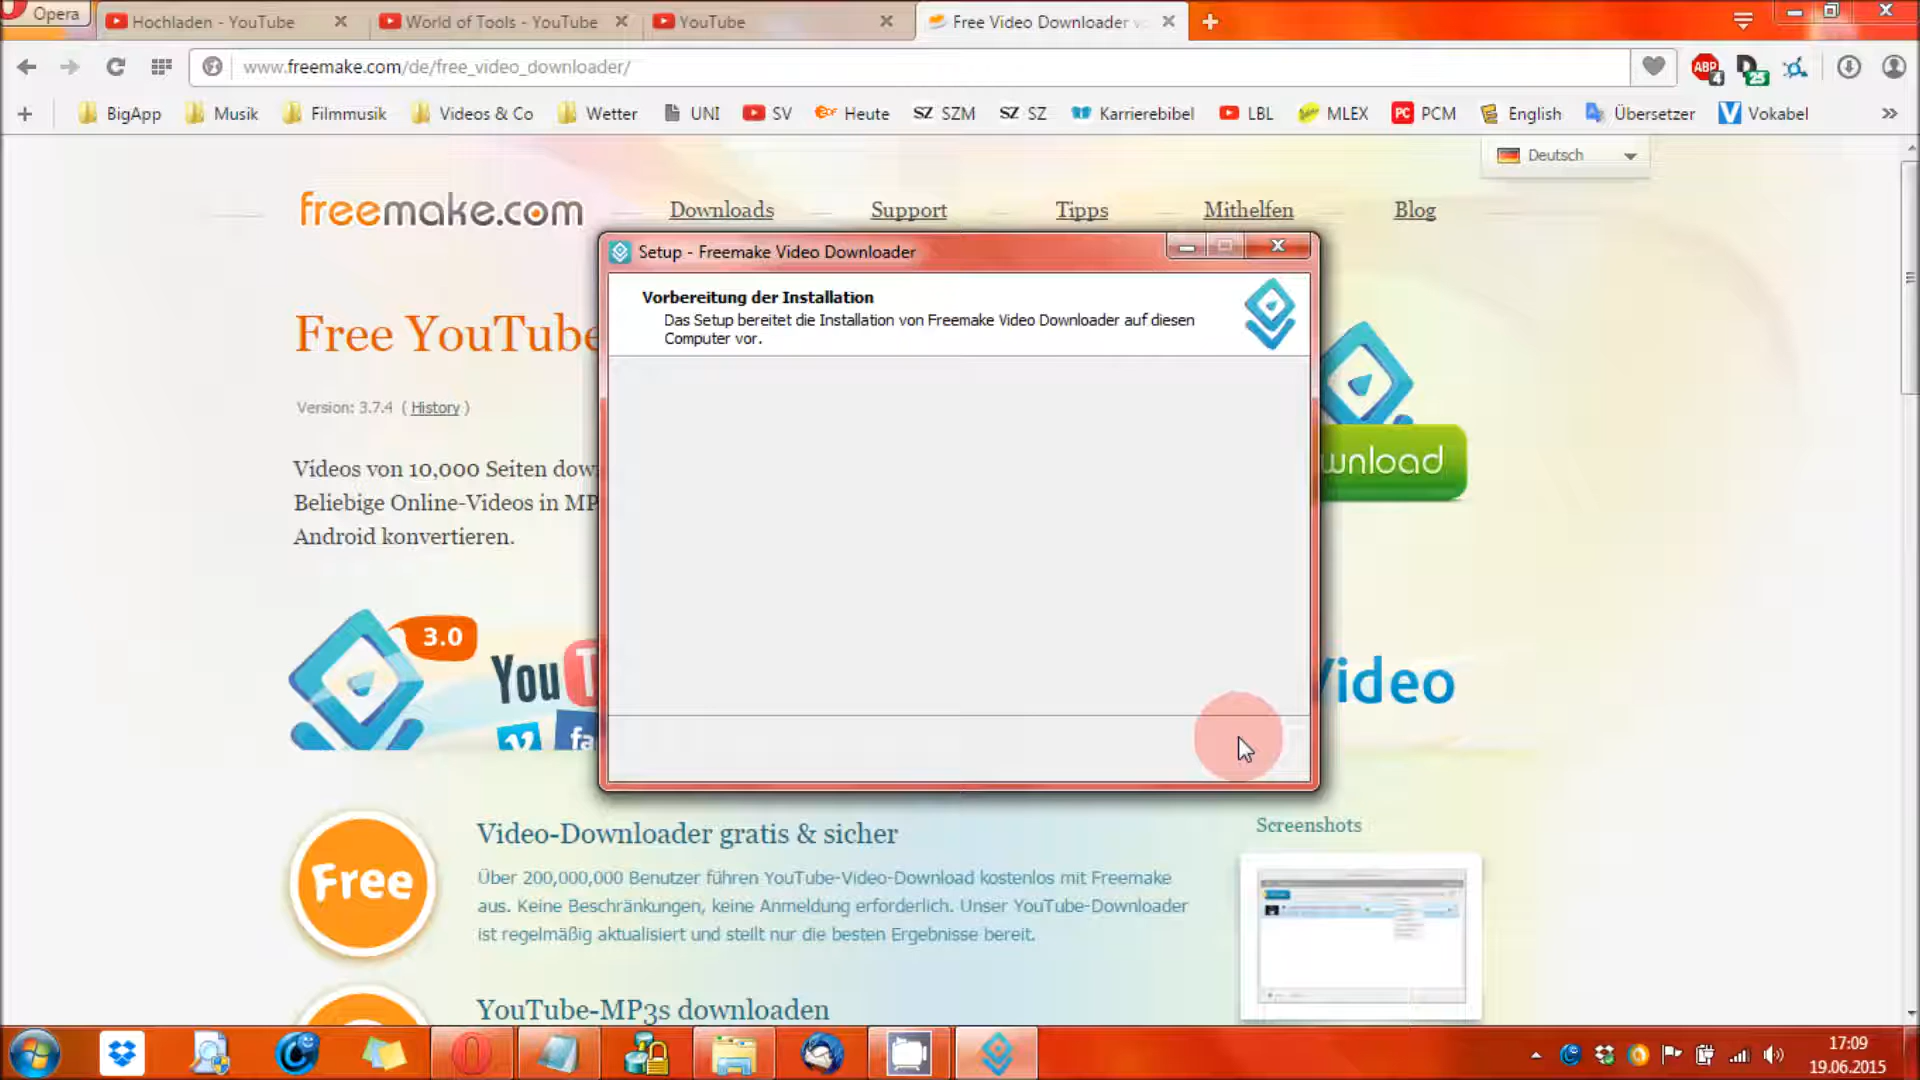 Opera
Hochladen - YouTube
World of Tools - YouTube
YouTube
Free Video Downloader
www.freemake.com/de/free_video_downloader/
ABP 4
25
BigApp
Musik
Filmmusik
Videos & Co
Wetter
UNI
SV
Heute
SZ SZM
SZ SZ
Karrierebibel
LBL
MLEX
PC PCM
English
Übersetzer
Vokabel
Deutsch
freemake.com
Downloads
Support
Tipps
Mithelfen
Blog
Setup - Freemake Video Downloader
Vorbereitung der Installation
Das Setup bereitet die Installation von Freemake Video Downloader auf diesen
Computer vor.
Free YouTube
Version: 3.7.4 ( History )
wnload
Videos von 10,000 Seiten dow
Beliebige Online-Videos in MP
Android konvertieren.
3.0
You T
fa
Video
Free
Video-Downloader gratis & sicher
Über 200,000,000 Benutzer führen YouTube-Video-Download kostenlos mit Freemake
aus. Keine Beschränkungen, keine Anmeldung erforderlich. Unser YouTube-Downloader
ist regelmäßig aktualisiert und stellt nur die besten Ergebnisse bereit.
Screenshots
YouTube-MP3s downloaden
17:09
19.06.2015